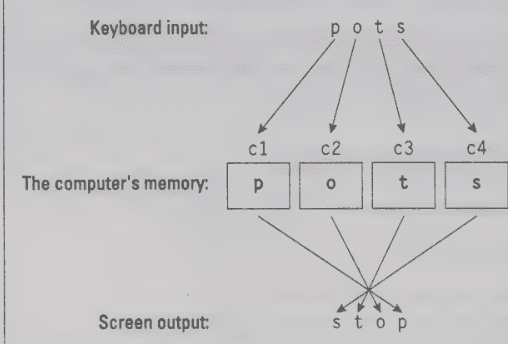 Keyboard input: p o t s
c1 c2 c3 c4
The computer's memory: p o t s
Screen output: s t o p